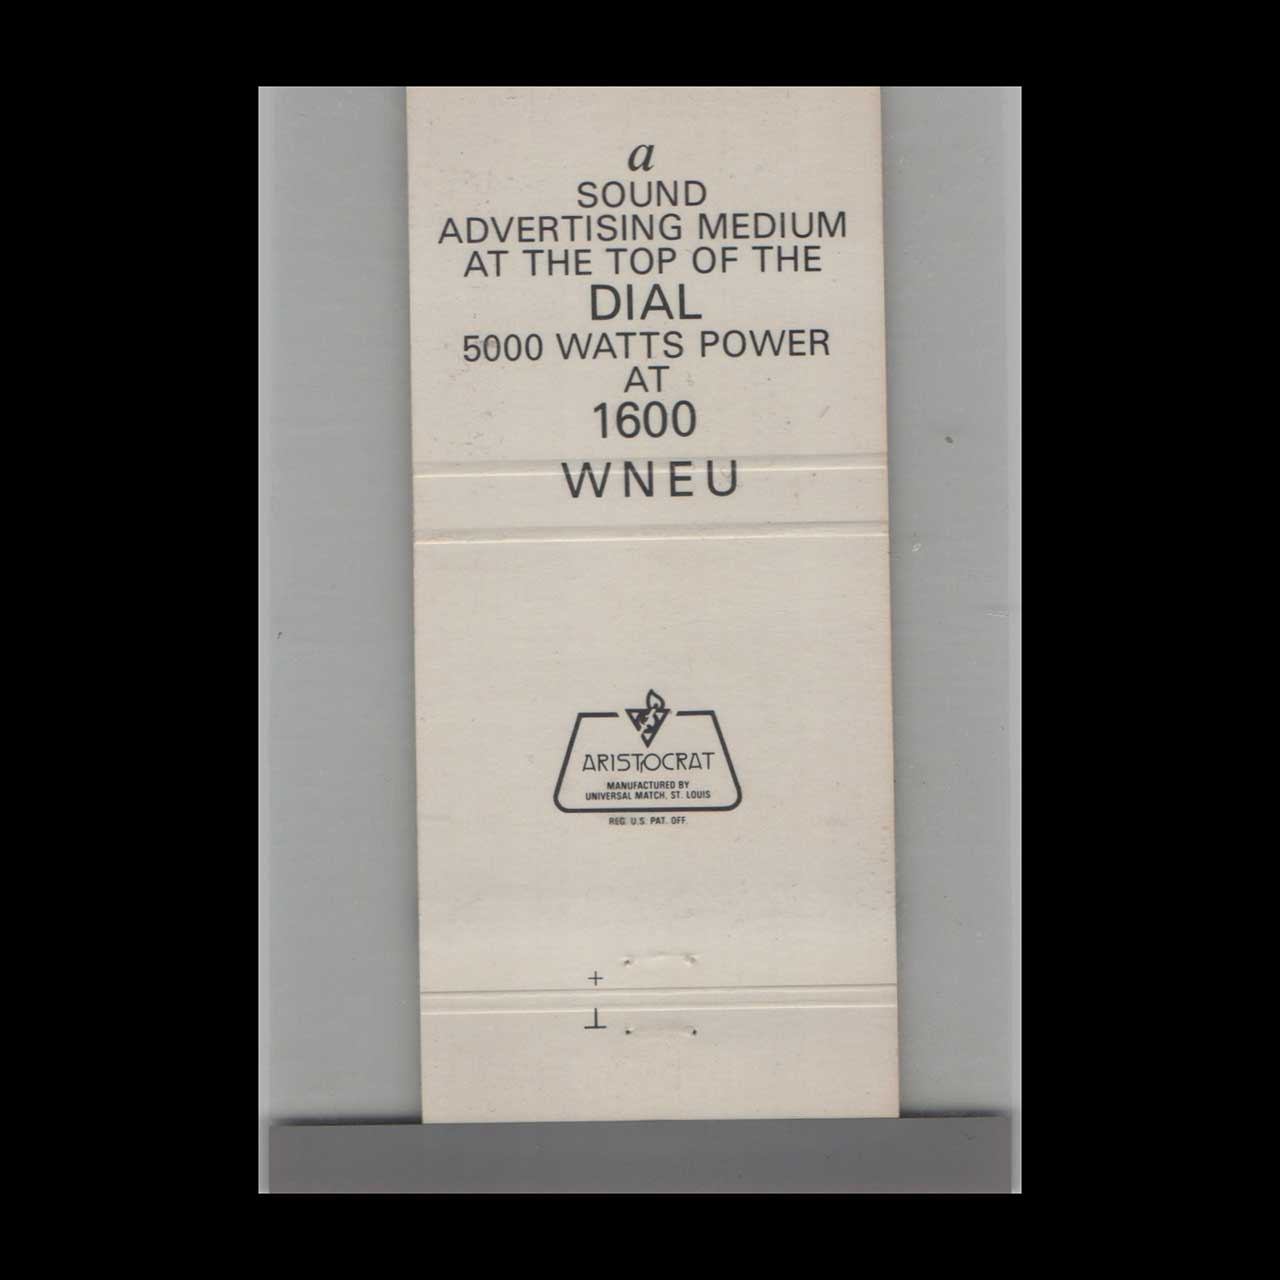 a
SOUND
ADVERTISING MEDIUM
AT THE TOP OF THE
DIAL
5000 WATTS POWER
AT
1600
WNEU
ARISTOCRAT
MANUFACTURED BY
UNIVERSAL MATCH, ST. LOUIS
REG. U.S. PAT. OFF.